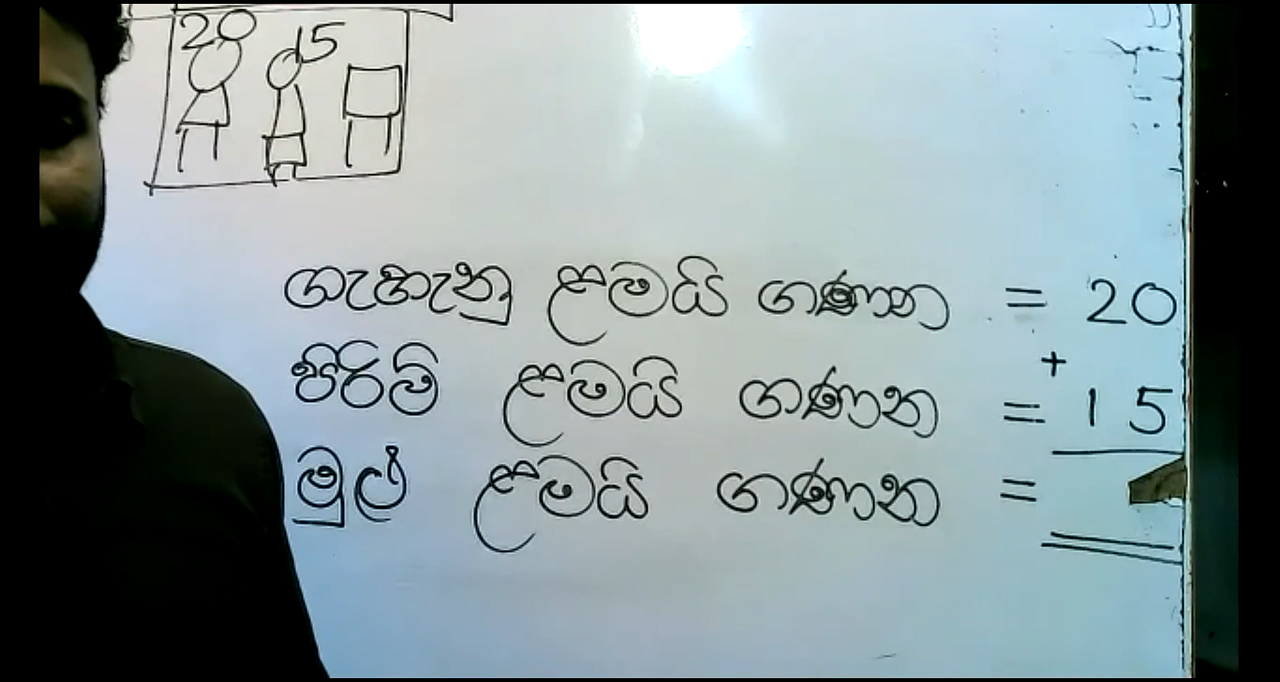 20 15
ගැහැනු ළමයි ගණන = 20
+
පිරිමි ළමයි ගණන = 15
මුළු ළමයි ගණන =